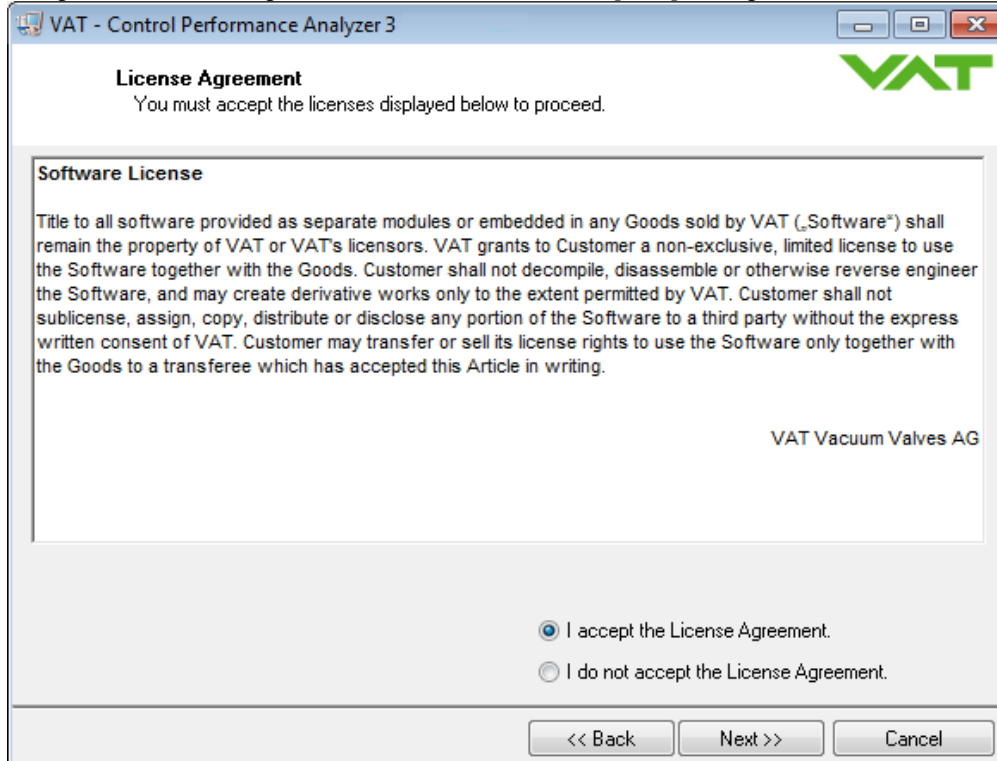 VAT - Control Performance Analyzer 3
License Agreement
You must accept the licenses displayed below to proceed.
VAT
Software License
Title to all software provided as separate modules or embedded in any Goods sold by VAT („Software“) shall
remain the property of VAT or VAT's licensors. VAT grants to Customer a non-exclusive, limited license to use
the Software together with the Goods. Customer shall not decompile, disassemble or otherwise reverse engineer
the Software, and may create derivative works only to the extent permitted by VAT. Customer shall not
sublicense, assign, copy, distribute or disclose any portion of the Software to a third party without the express
written consent of VAT. Customer may transfer or sell its license rights to use the Software only together with
the Goods to a transferee which has accepted this Article in writing.
VAT Vacuum Valves AG
I accept the License Agreement.
I do not accept the License Agreement.
<< Back Next >> Cancel